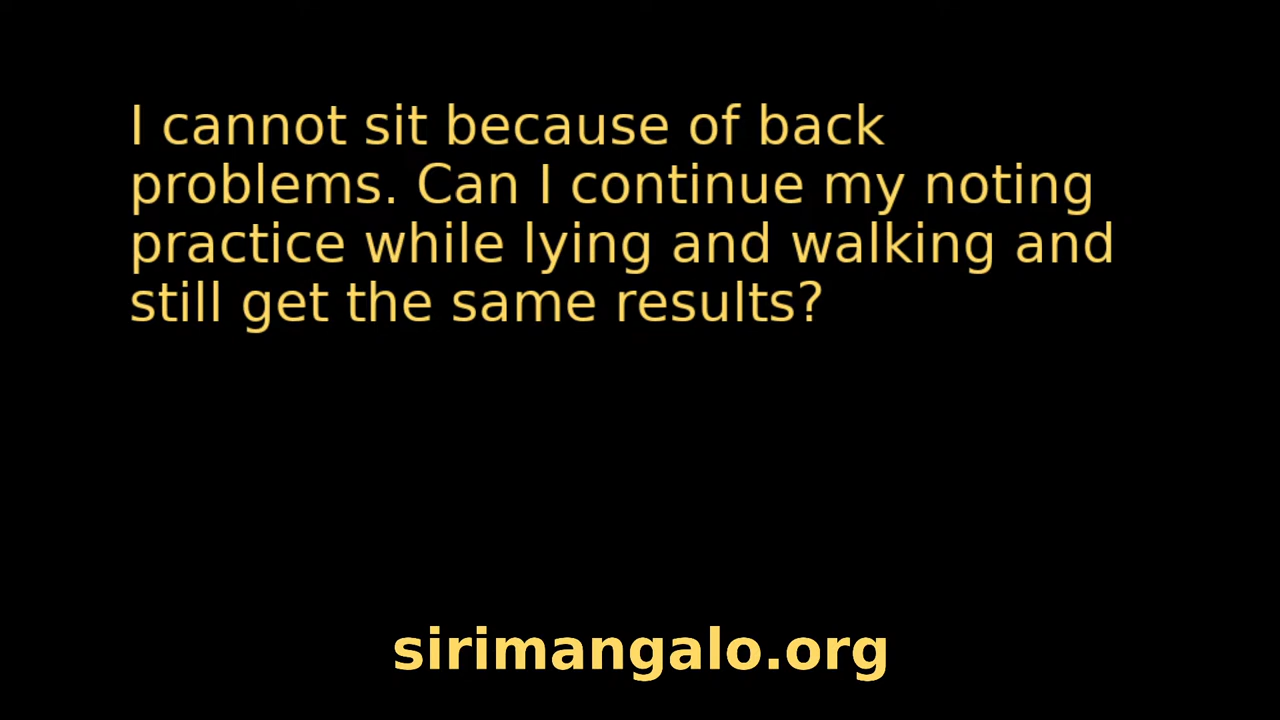 I cannot sit because of back
problems. Can I continue my noting
practice while lying and walking and
still get the same results?
sirimangalo.org